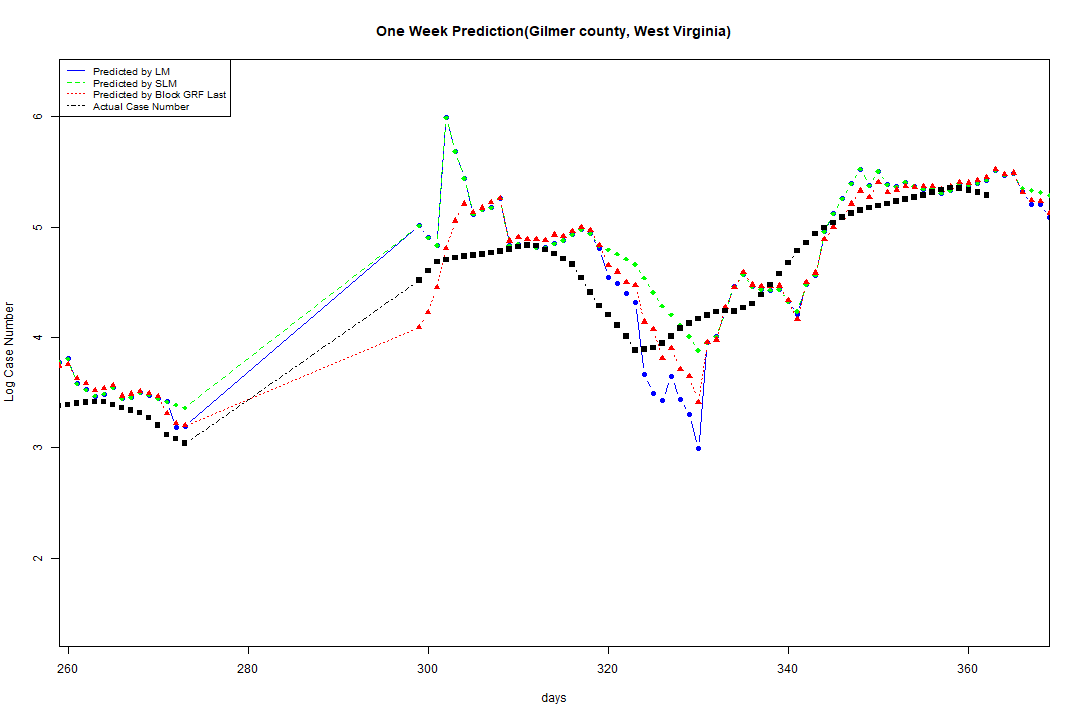 One Week Prediction(Gilmer county, West Virginia)
Predicted by LM
Predicted by SLM
Predicted by Block GRF Last
Actual Case Number
6
5
4
3
2
Log Case Number
260 280 300 320 340 360
days